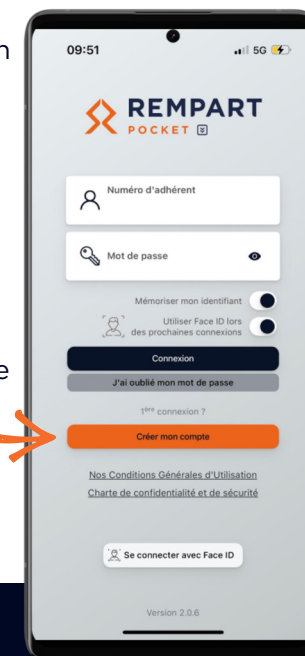 n
09:51
5G
REMPART
POCKET
Numéro d'adhérent
Mot de passe
Mémoriser mon identifiant
Utiliser Face ID lors
des prochaines connexions
Connexion
J'ai oublié mon mot de passe
e
1ère connexion ?
Créer mon compte
Nos Conditions Générales d'Utilisation
Charte de confidentialité et de sécurité
Se connecter avec Face ID
Version 2.0.6